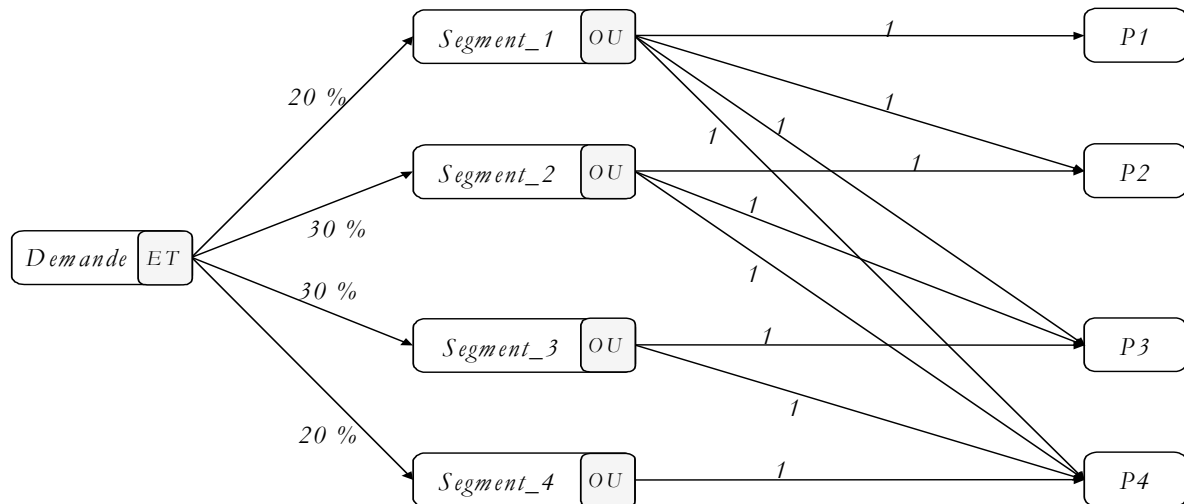 Segment_1 OU
1
P1
20 %
1
1
1
Segment_2 OU
1
P2
30 %
1
Demande ET
1
30 %
Segment_3 OU
1
P3
1
20 %
Segment_4 OU
1
P4